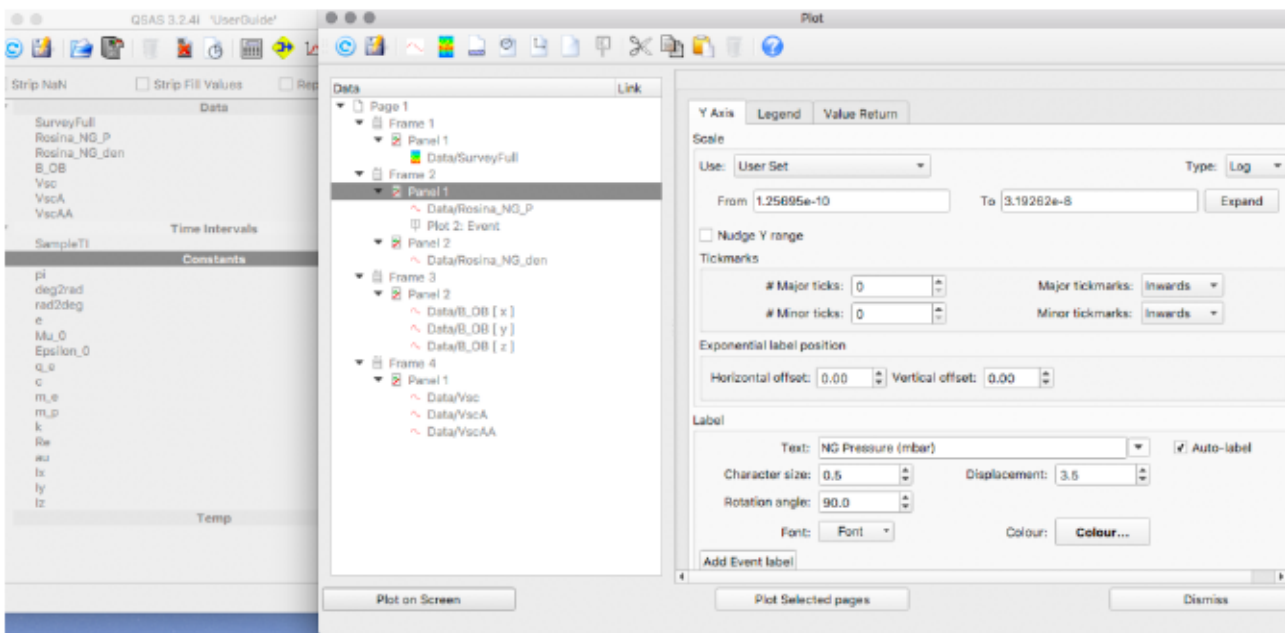 QSAS 3.2.4i 'UserGuide'
Strip NaN Strip Fill Values Rep
Data
SurveyFull
Rosina_NG_P
Rosina_NG_den
B_OB
Vsc
VscA
VscAA
Time Intervals
SampleTI
Constants
pi
deg2rad
rad2deg
e
Mu_0
Epsilon_0
q_e
c
m_e
m_p
k
Re
au
Ix
Iy
Iz
Temp
Plot
Data Link
Page 1
Frame 1
Panel 1
Data/SurveyFull
Frame 2
Panel 1
Data/Rosina_NG_P
Plot 2: Event
Panel 2
Data/Rosina_NG_den
Frame 3
Panel 2
Data/B_OB [ x ]
Data/B_OB [ y ]
Data/B_OB [ z ]
Frame 4
Panel 1
Data/Vsc
Data/VscA
Data/VscAA
Y Axis Legend Value Return
Scale
Use: User Set Type: Log
From 1.25695e-10 To 3.19262e-8 Expand
Nudge Y range
Tickmarks
# Major ticks: 0 Major tickmarks: Inwards
# Minor ticks: 0 Minor tickmarks: Inwards
Exponential label position
Horizontal offset: 0.00 Vertical offset: 0.00
Label
Text: NG Pressure (mbar) Auto-label
Character size: 0.5 Displacement: 3.5
Rotation angle: 90.0
Font: Font Colour: Colour...
Add Event label
Plot on Screen Plot Selected pages Dismiss